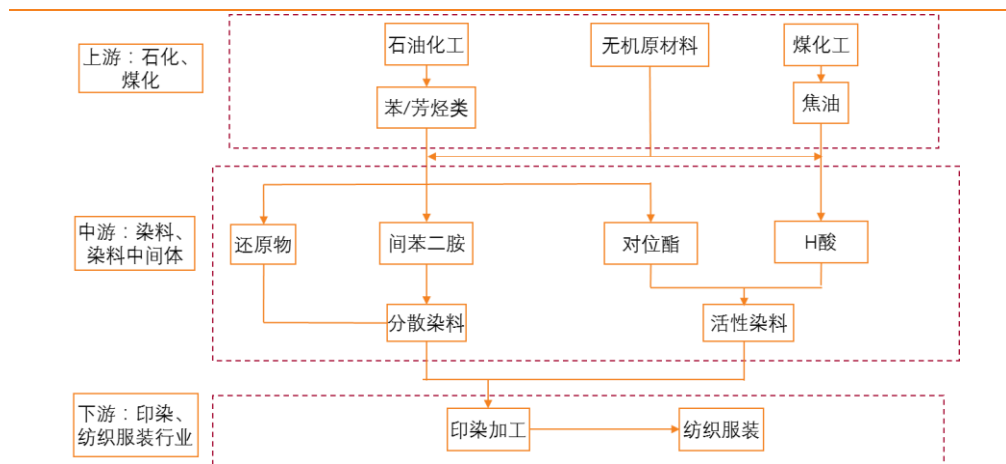 石油化工
无机原材料
煤化工
上游：石化、
煤化
苯/芳烃类
焦油
中游：染料、
染料中间体
还原物
间苯二胺
对位酯
H酸
分散染料
活性染料
下游：印染、
纺织服装行业
印染加工
纺织服装